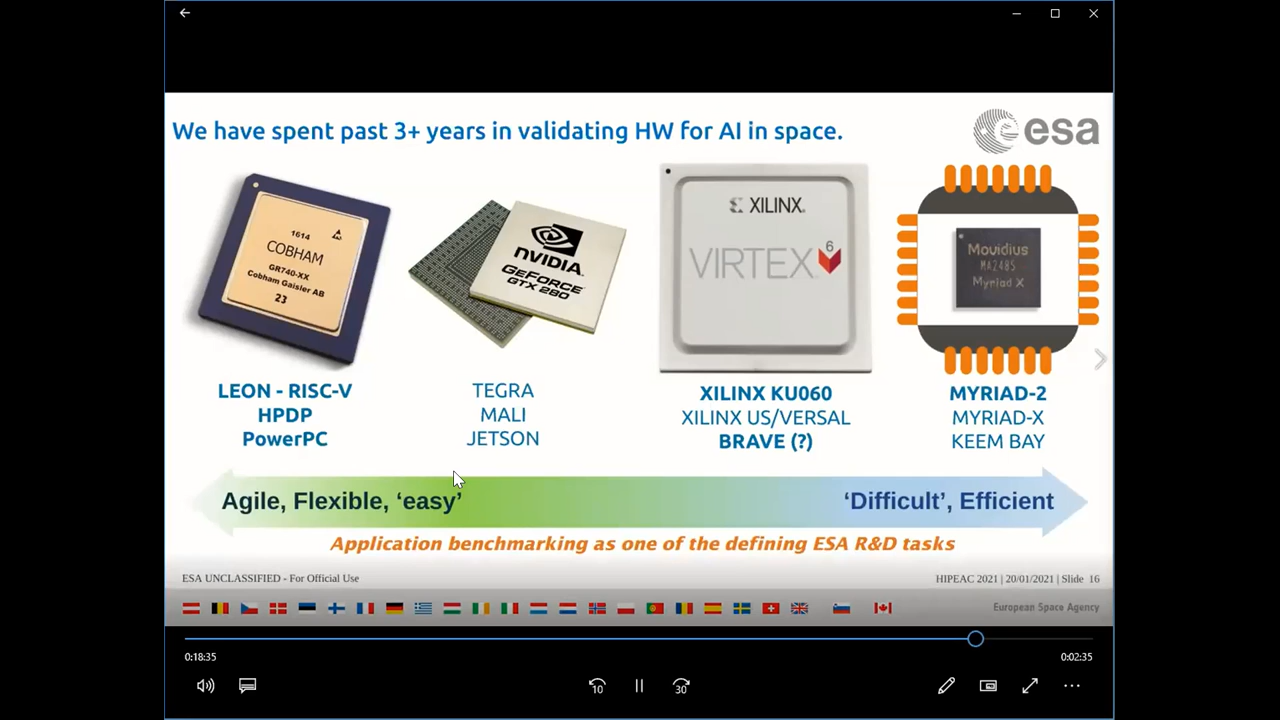 We have spent past 3+ years in validating HW for AI in space.
esa
1614
COBHAM
GR740-XX
Cobham Gaisler AB
23
NVIDIA
GEFORCE
GTX 280
XILINX
VIRTEX 6
Movidius
MA2485
Myriad X
LEON - RISC-V
HPDP
PowerPC
TEGRA
MALI
JETSON
XILINX KU060
XILINX US/VERSAL
BRAVE (?)
MYRIAD-2
MYRIAD-X
KEEM BAY
Agile, Flexible, ‘easy’
‘Difficult’, Efficient
Application benchmarking as one of the defining ESA R&D tasks
ESA UNCLASSIFIED - For Official Use
HIPEAC 2021 | 20/01/2021 | Slide 16
European Space Agency
0:18:35
0:02:35
10
30